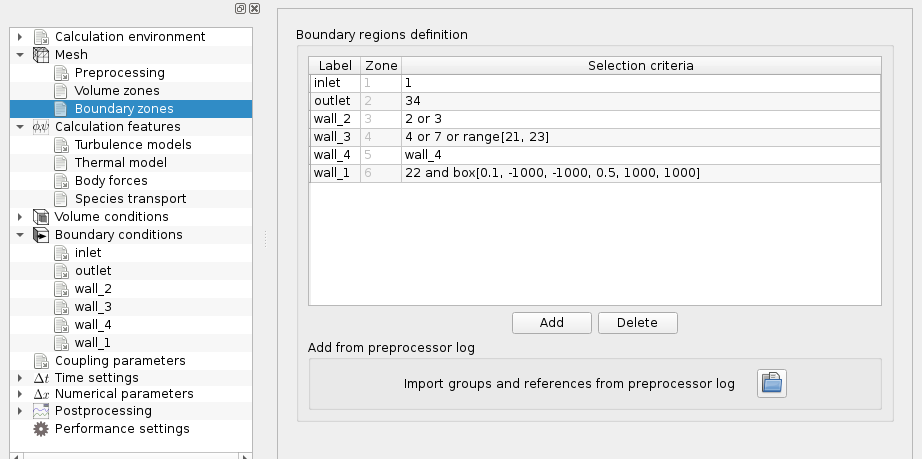 Calculation environment
Mesh
Preprocessing
Volume zones
Boundary zones
Calculation features
Turbulence models
Thermal model
Body forces
Species transport
Volume conditions
Boundary conditions
inlet
outlet
wall_2
wall_3
wall_4
wall_1
Coupling parameters
Δt Time settings
Δx Numerical parameters
Postprocessing
Performance settings
Boundary regions definition
Label Zone Selection criteria
inlet 1 1
outlet 2 34
wall_2 3 2 or 3
wall_3 4 4 or 7 or range[21, 23]
wall_4 5 wall_4
wall_1 6 22 and box[0.1, -1000, -1000, 0.5, 1000, 1000]
Add Delete
Add from preprocessor log
Import groups and references from preprocessor log